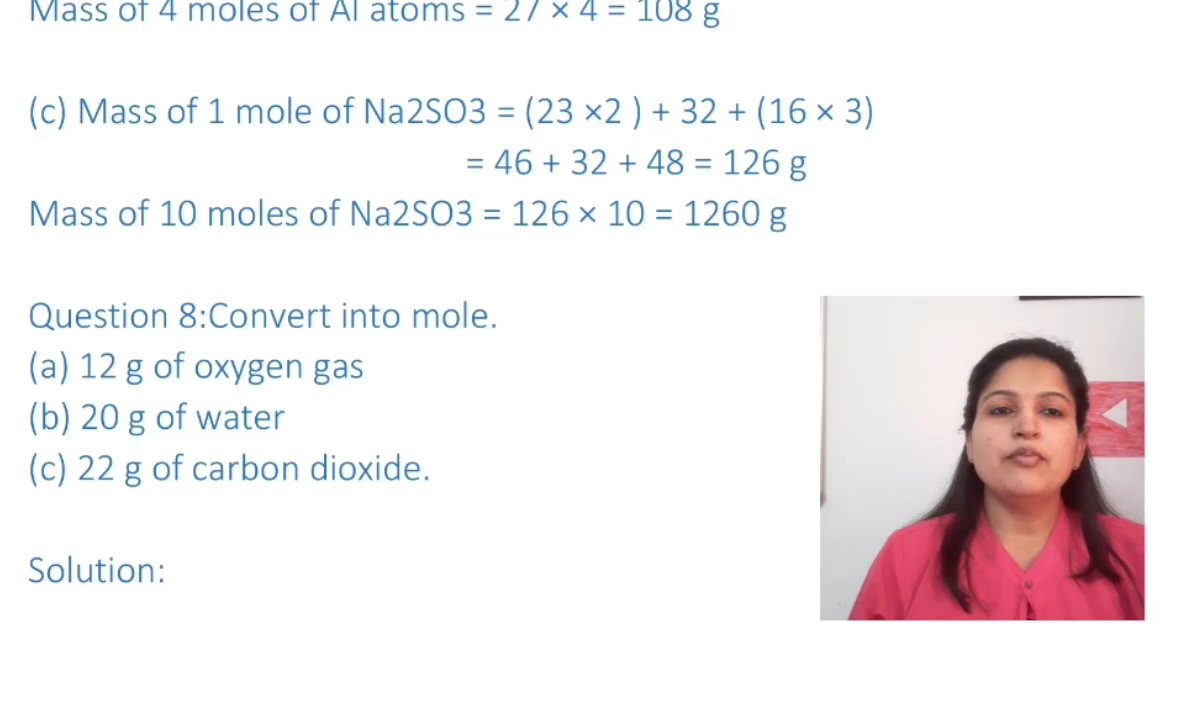 Mass of 4 moles of Al atoms = 27 × 4 = 108 g
(c) Mass of 1 mole of Na2SO3 = (23 ×2 ) + 32 + (16 × 3)
= 46 + 32 + 48 = 126 g
Mass of 10 moles of Na2SO3 = 126 × 10 = 1260 g
Question 8:Convert into mole.
(a) 12 g of oxygen gas
(b) 20 g of water
(c) 22 g of carbon dioxide.
Solution: